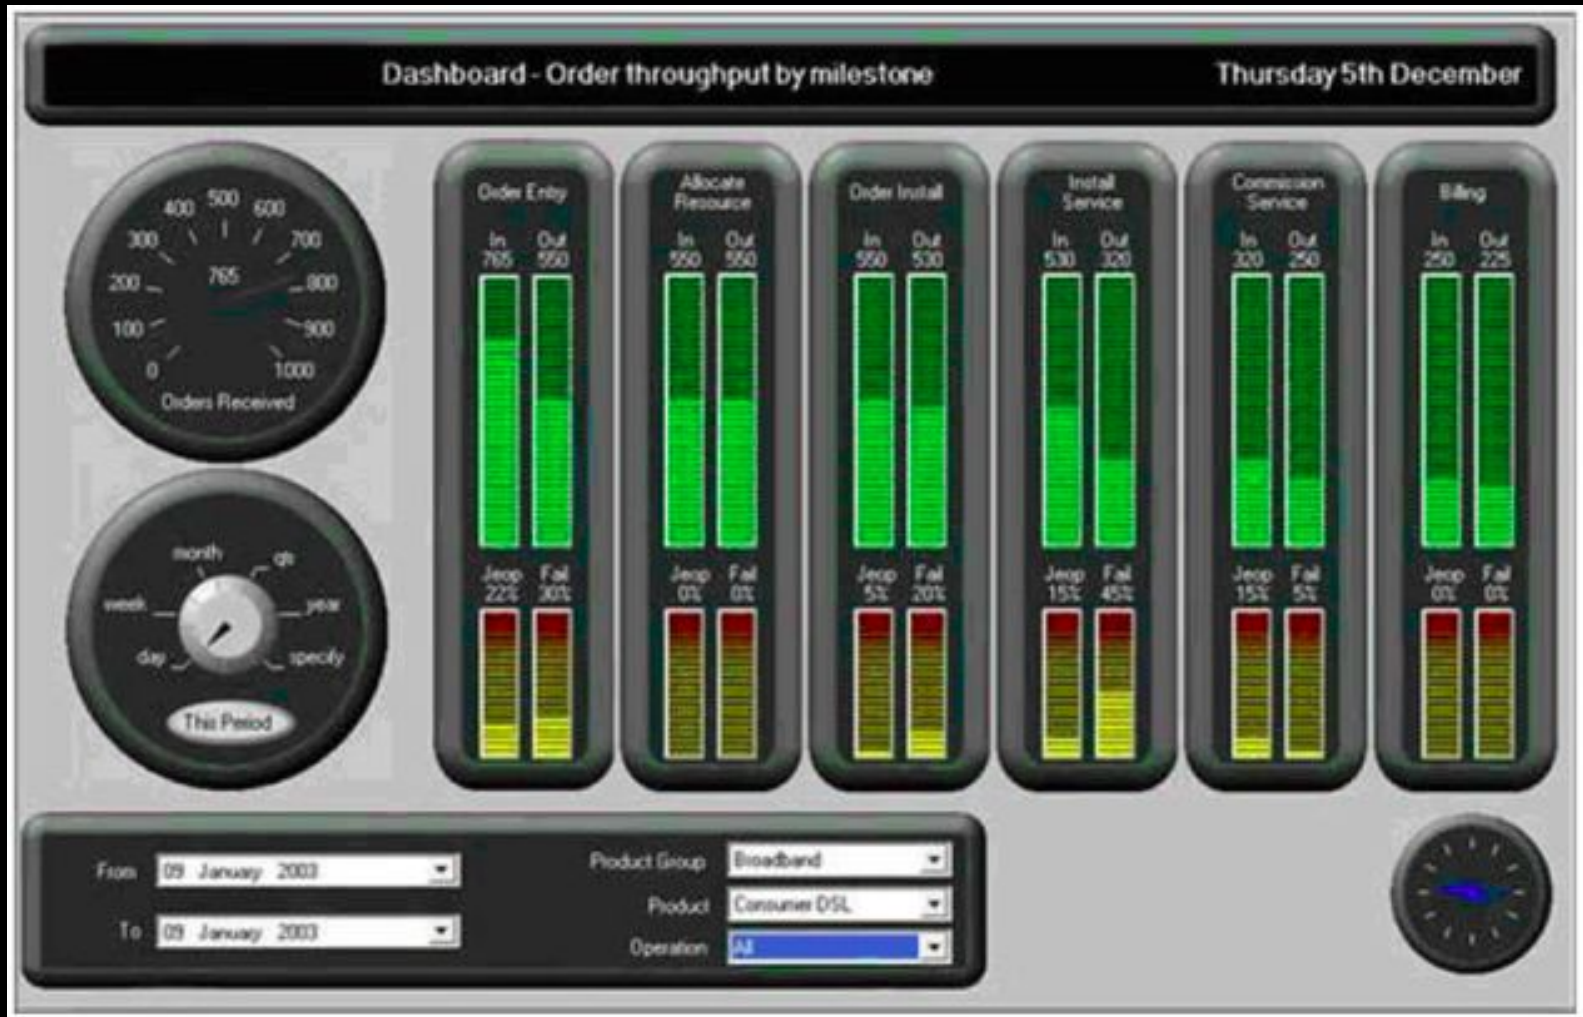 Dashboard - Order throughput by milestone
Thursday 5th December
0
100
200
300
400
500
600
700
800
900
1000
765
Orders Received
day
week
month
qtr
year
specify
This Period
Order Entry
In Out
765 550
Jeop Fail
22% 30%
Allocate
Resource
In Out
550 550
Jeop Fail
0% 0%
Order Install
In Out
550 530
Jeop Fail
5% 20%
Install
Service
In Out
530 320
Jeop Fail
15% 45%
Commission
Service
In Out
320 250
Jeop Fail
15% 5%
Billing
In Out
250 225
Jeop Fail
0% 0%
From 09 January 2003
To 09 January 2003
Product Group Broadband
Product Consumer DSL
Operation All